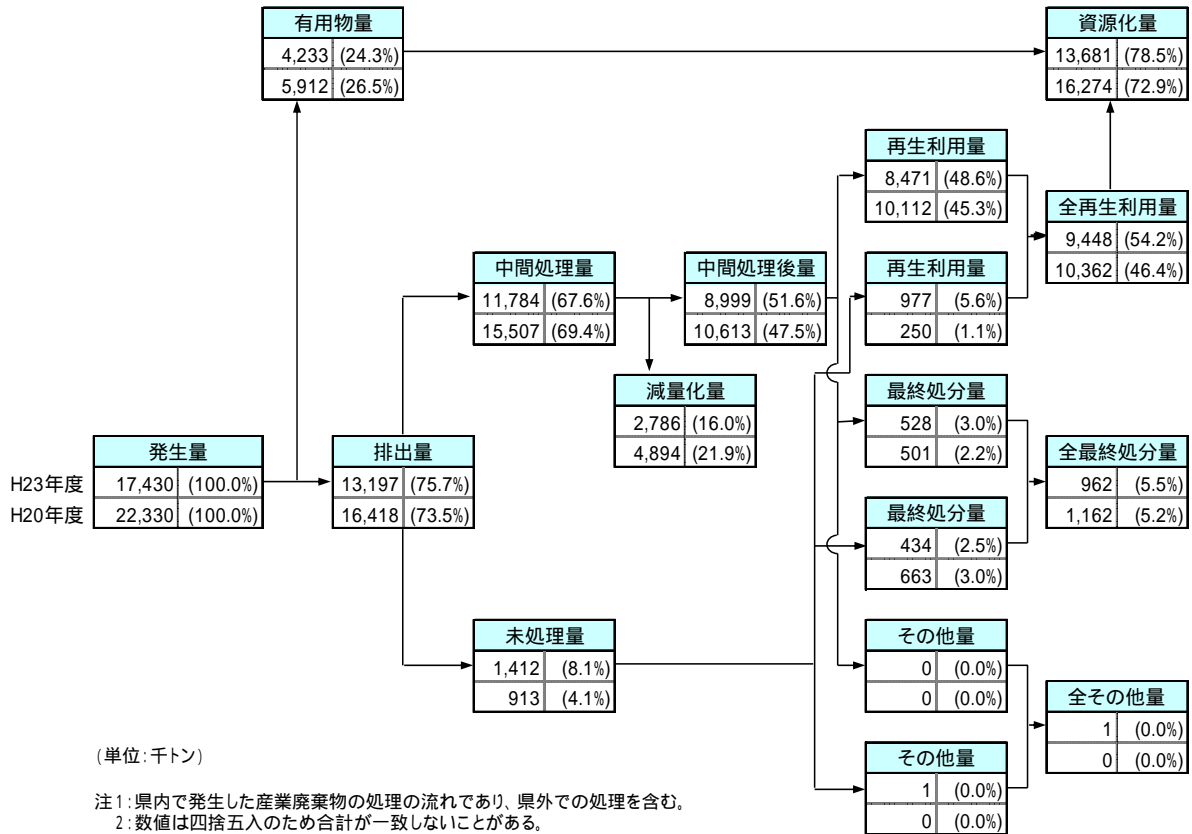 有用物量
4,233 (24.3%)
5,912 (26.5%)
資源化量
13,681 (78.5%)
16,274 (72.9%)
再生利用量
8,471 (48.6%)
10,112 (45.3%)
全再生利用量
9,448 (54.2%)
10,362 (46.4%)
中間処理量
11,784 (67.6%)
15,507 (69.4%)
中間処理後量
8,999 (51.6%)
10,613 (47.5%)
再生利用量
977 (5.6%)
250 (1.1%)
減量化量
2,786 (16.0%)
4,894 (21.9%)
最終処分量
528 (3.0%)
501 (2.2%)
発生量
H23年度 17,430 (100.0%)
H20年度 22,330 (100.0%)
排出量
13,197 (75.7%)
16,418 (73.5%)
全最終処分量
962 (5.5%)
1,162 (5.2%)
最終処分量
434 (2.5%)
663 (3.0%)
未処理量
1,412 (8.1%)
913 (4.1%)
その他量
0 (0.0%)
0 (0.0%)
全その他量
1 (0.0%)
0 (0.0%)
その他量
1 (0.0%)
0 (0.0%)
(単位:千トン)
注1:県内で発生した産業廃棄物の処理の流れであり、県外での処理を含む。
2:数値は四捨五入のため合計が一致しないことがある。